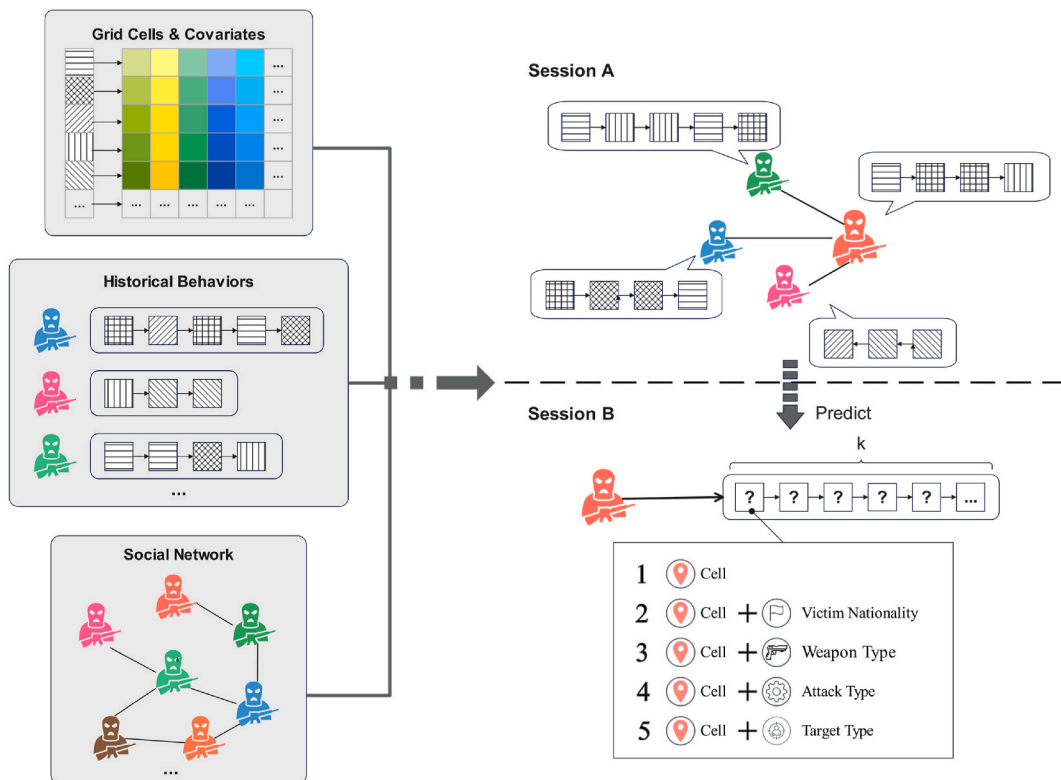 Grid Cells & Covariates
...
...
...
...
...
... ... ... ... ... ...
Historical Behaviors
...
Social Network
...
Session A
Session B
Predict
k
? ? ? ? ? ...
1 Cell
2 Cell + Victim Nationality
3 Cell + Weapon Type
4 Cell + Attack Type
5 Cell + Target Type